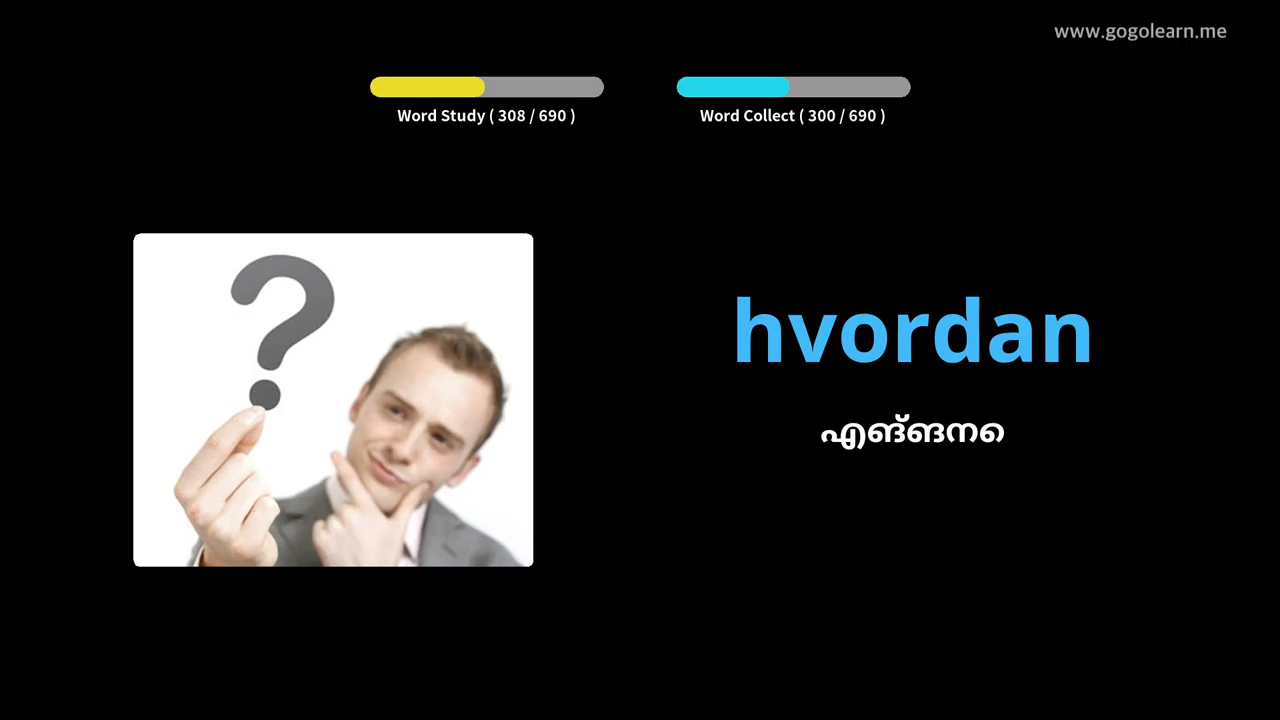 www.gogolearn.me
Word Study ( 308 / 690 )
Word Collect ( 300 / 690 )
?
hvordan
എങ്ങനെ